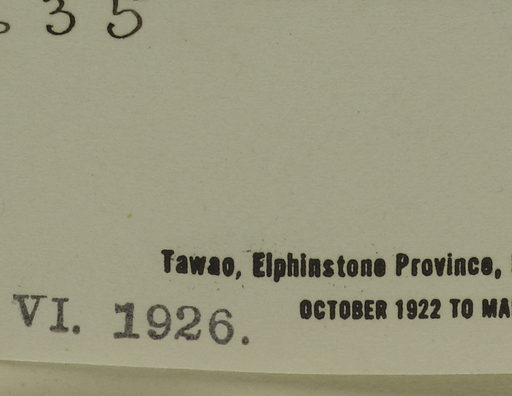 35
Tawao, Elphinstone Province,
OCTOBER 1922 TO
VI. 1926.